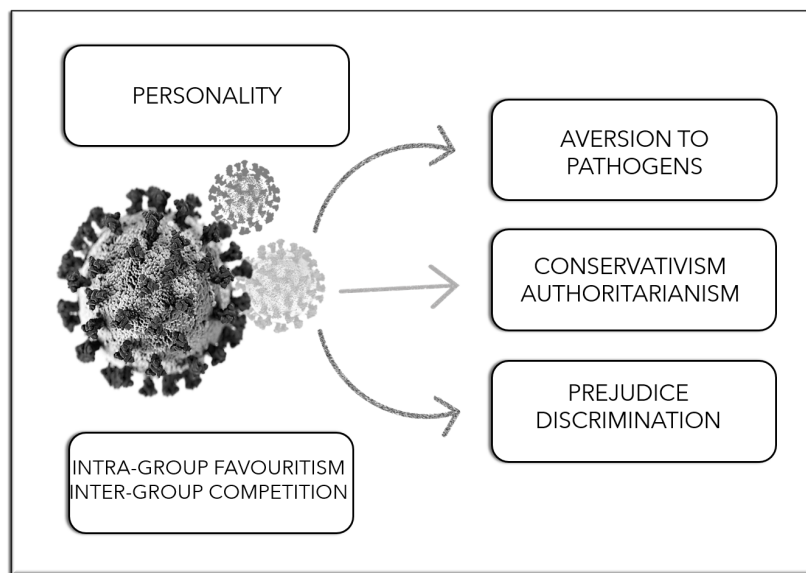 PERSONALITY
AVERSION TO
PATHOGENS
CONSERVATIVISM
AUTHORITARIANISM
PREJUDICE
DISCRIMINATION
INTRA-GROUP FAVOURITISM
INTER-GROUP COMPETITION